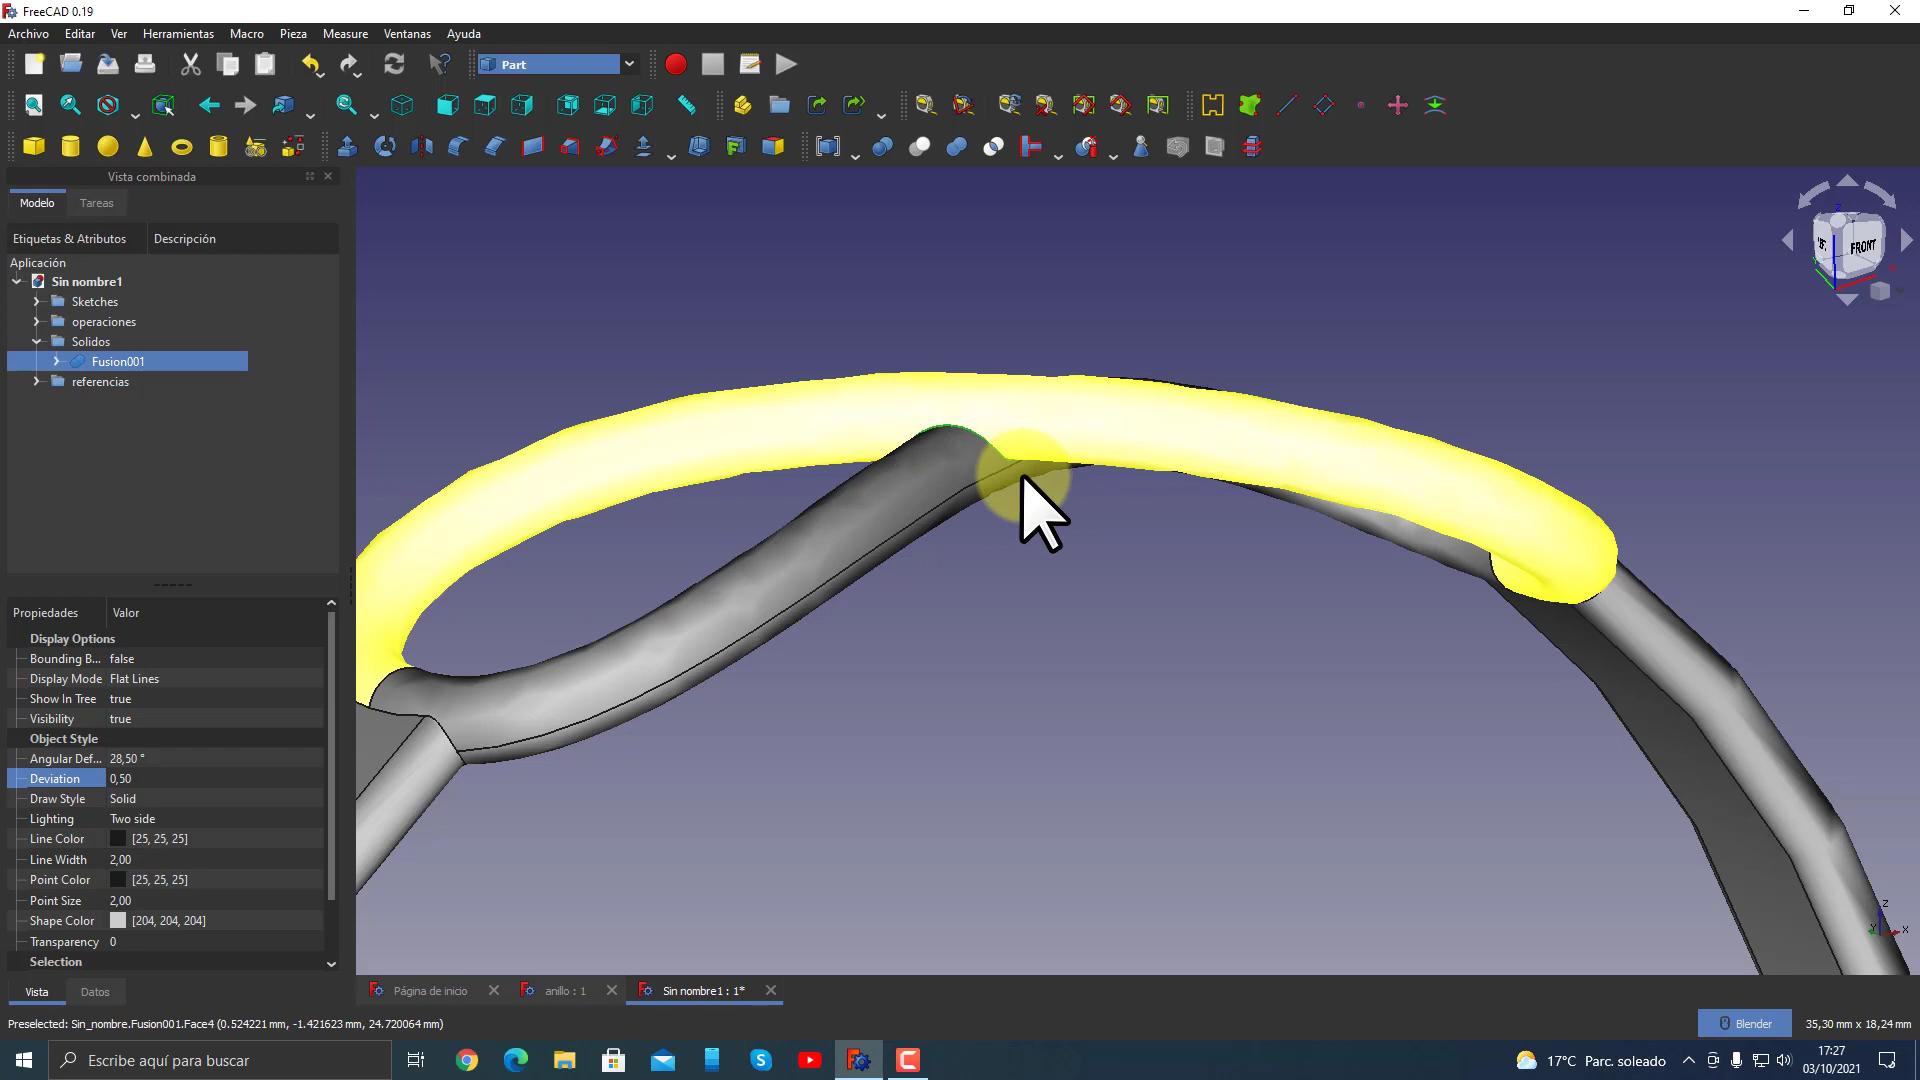 FreeCAD 0.19
Archivo Editar Ver Herramientas Macro Pieza Measure Ventanas Ayuda
Part
Vista combinada
Modelo Tareas
Etiquetas & Atributos Descripción
Aplicación
Sin nombre1
Sketches
operaciones
Solidos
Fusion001
referencias
FRONT
Z
X
Propiedades Valor
Display Options
Bounding B... false
Display Mode Flat Lines
Show In Tree true
Visibility true
Object Style
Angular Def... 28,50 °
Deviation 0,50
Draw Style Solid
Lighting Two side
Line Color [25, 25, 25]
Line Width 2,00
Point Color [25, 25, 25]
Point Size 2,00
Shape Color [204, 204, 204]
Transparency 0
Selection
Z
Y
X
Vista Datos
Página de inicio anillo : 1 Sin nombre1 : 1*
Preselected: Sin_nombre.Fusion001.Face4 (0.524221 mm, -1.421623 mm, 24.720064 mm)
Blender 35,30 mm x 18,24 mm
Escribe aquí para buscar
17°C Parc. soleado
17:27
03/10/2021